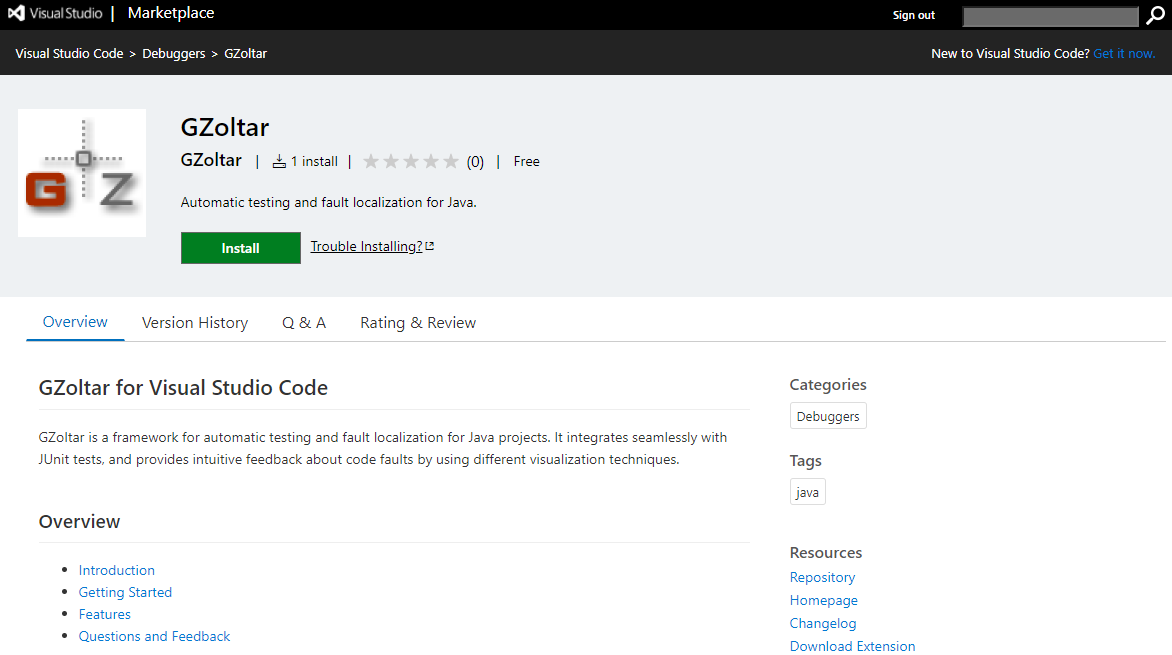 Visual Studio | Marketplace
Sign out
Visual Studio Code > Debuggers > GZoltar
New to Visual Studio Code? Get it now.
GZ
GZoltar
GZoltar | 1 install | (0) | Free
Automatic testing and fault localization for Java.
Install Trouble Installing?
Overview Version History Q & A Rating & Review
GZoltar for Visual Studio Code
GZoltar is a framework for automatic testing and fault localization for Java projects. It integrates seamlessly with
JUnit tests, and provides intuitive feedback about code faults by using different visualization techniques.
Overview
• Introduction
• Getting Started
• Features
• Questions and Feedback
Categories
Debuggers
Tags
java
Resources
Repository
Homepage
Changelog
Download Extension